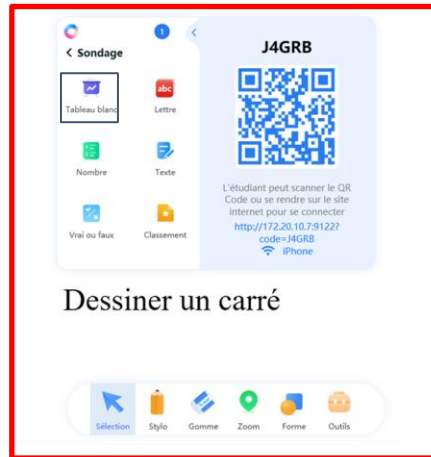 1
< Sondage
Tableau blanc
abc
Lettre
Nombre
Texte
Vrai ou faux
Classement
J4GRB
L'étudiant peut scanner le QR
Code ou se rendre sur le site
internet pour se connecter
http://172.20.10.7:9122?
code=J4GRB
iPhone
Dessiner un carré
Sélection
Stylo
Gomme
Zoom
Forme
Outils